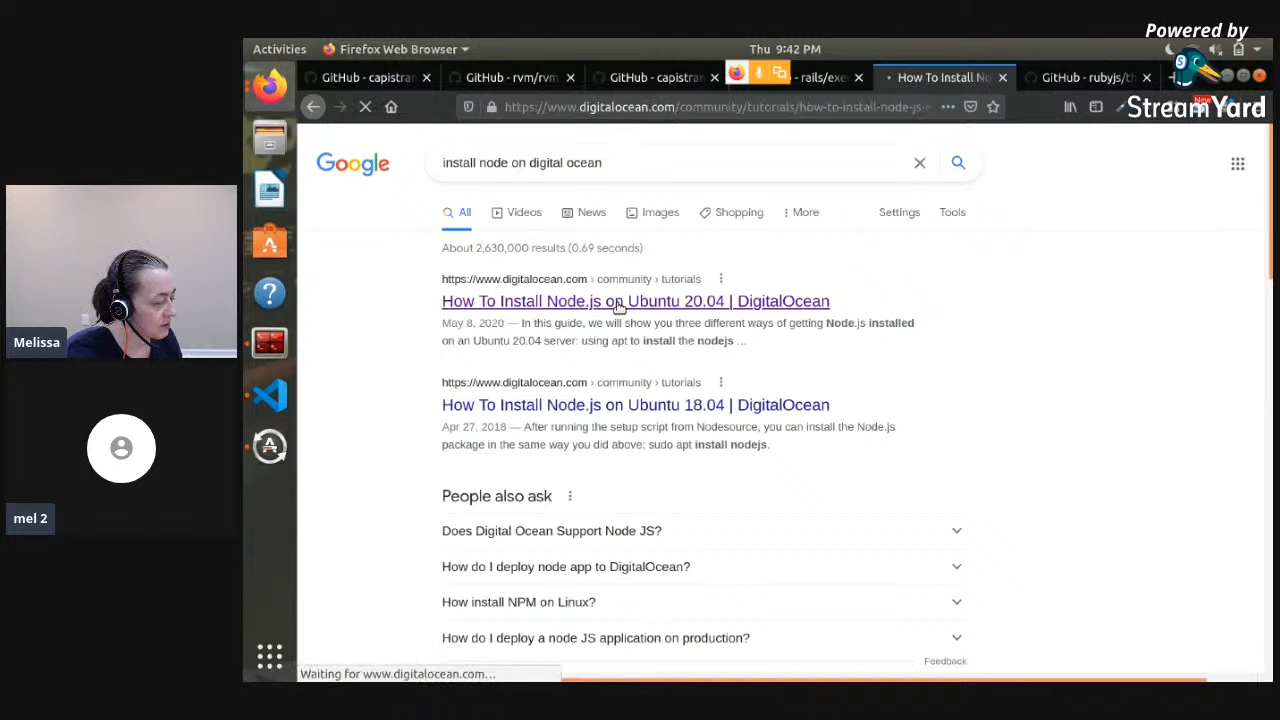 Powered by
StreamYard
Activities
Firefox Web Browser
Thu 9:42 PM
GitHub - capistran
GitHub - rvm/rvm
GitHub - capistran
- rails/exe
How To Install No
GitHub - rubyjs/th
https://www.digitalocean.com/community/tutorials/how-to-install-node-js-
New
Google
install node on digital ocean
All
Videos
News
Images
Shopping
More
Settings
Tools
About 2,630,000 results (0.69 seconds)
https://www.digitalocean.com › community › tutorials
How To Install Node.js on Ubuntu 20.04 | DigitalOcean
May 8, 2020 — In this guide, we will show you three different ways of getting Node.js installed
on an Ubuntu 20.04 server: using apt to install the nodejs ...
https://www.digitalocean.com › community › tutorials
How To Install Node.js on Ubuntu 18.04 | DigitalOcean
Apr 27, 2018 — After running the setup script from Nodesource, you can install the Node.js
package in the same way you did above: sudo apt install nodejs.
People also ask
Does Digital Ocean Support Node JS?
How do I deploy node app to DigitalOcean?
How install NPM on Linux?
How do I deploy a node JS application on production?
Feedback
Waiting for www.digitalocean.com...
Melissa
mel 2